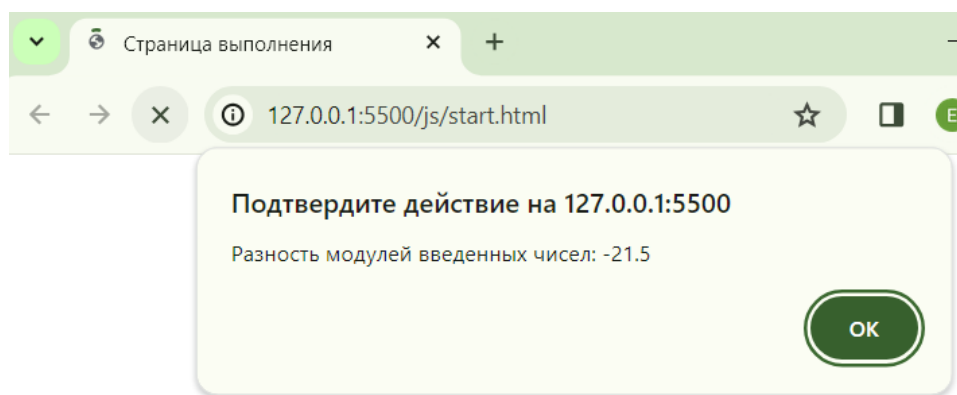 Страница выполнения
127.0.0.1:5500/js/start.html
Подтвердите действие на 127.0.0.1:5500
Разность модулей введенных чисел: -21.5
ОК